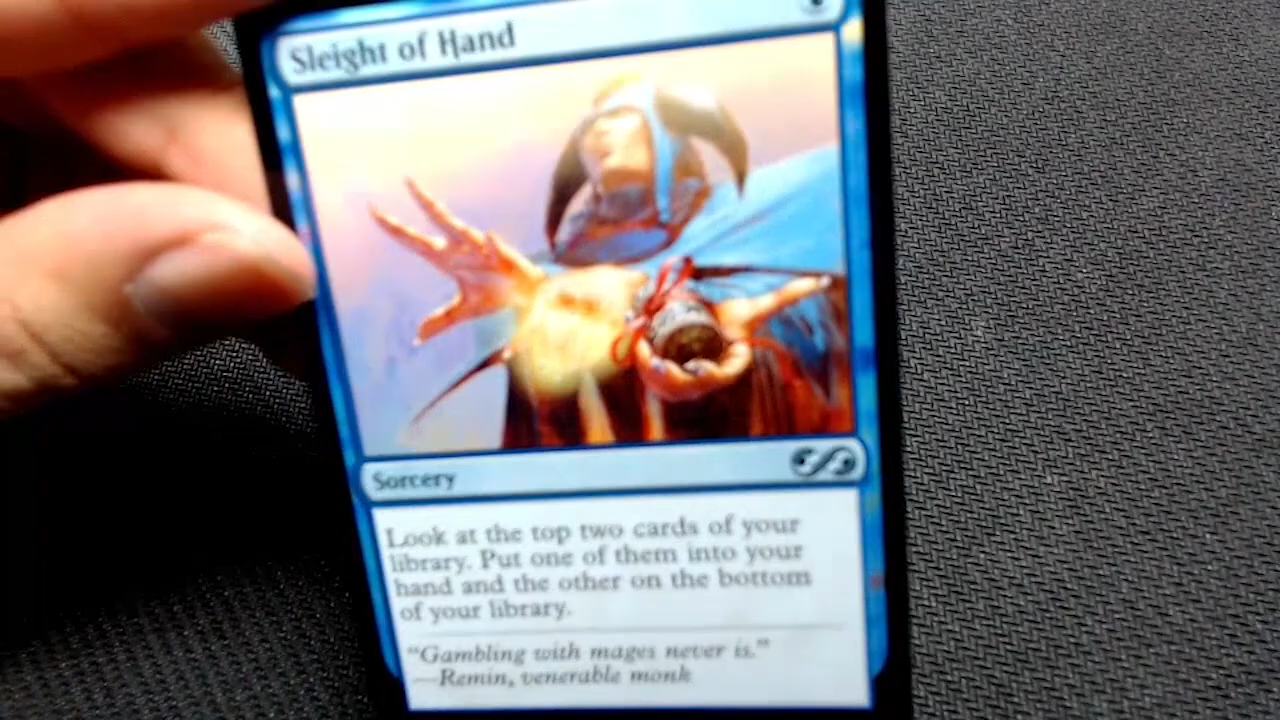 Sleight of Hand
Sorcery
Look at the top two cards of your
library. Put one of them into your
hand and the other on the bottom
of your library.
"Gambling with mages never is."
—Remin, venerable monk